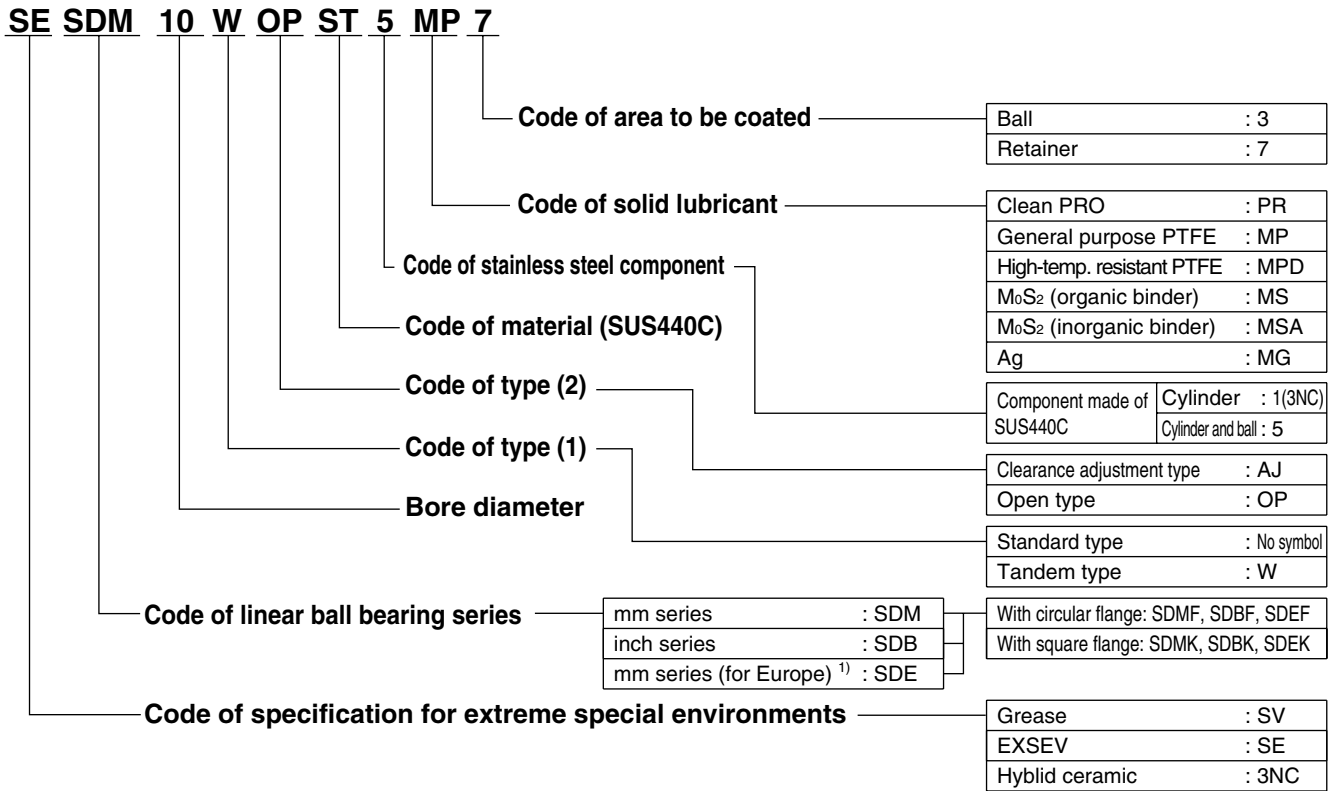 SE SDM 10 W OP ST 5 MP 7
Code of area to be coated
Ball : 3
Retainer : 7
Code of solid lubricant
Clean PRO : PR
General purpose PTFE : MP
High-temp. resistant PTFE : MPD
M0S2 (organic binder) : MS
M0S2 (inorganic binder) : MSA
Ag : MG
Code of stainless steel component
Component made of SUS440C
Cylinder : 1(3NC)
Cylinder and ball : 5
Code of material (SUS440C)
Code of type (2)
Clearance adjustment type : AJ
Open type : OP
Code of type (1)
Standard type : No symbol
Tandem type : W
Bore diameter
Code of linear ball bearing series
mm series : SDM
inch series : SDB
mm series (for Europe) 1) : SDE
With circular flange: SDMF, SDBF, SDEF
With square flange: SDMK, SDBK, SDEK
Code of specification for extreme special environments
Grease : SV
EXSEV : SE
Hyblid ceramic : 3NC